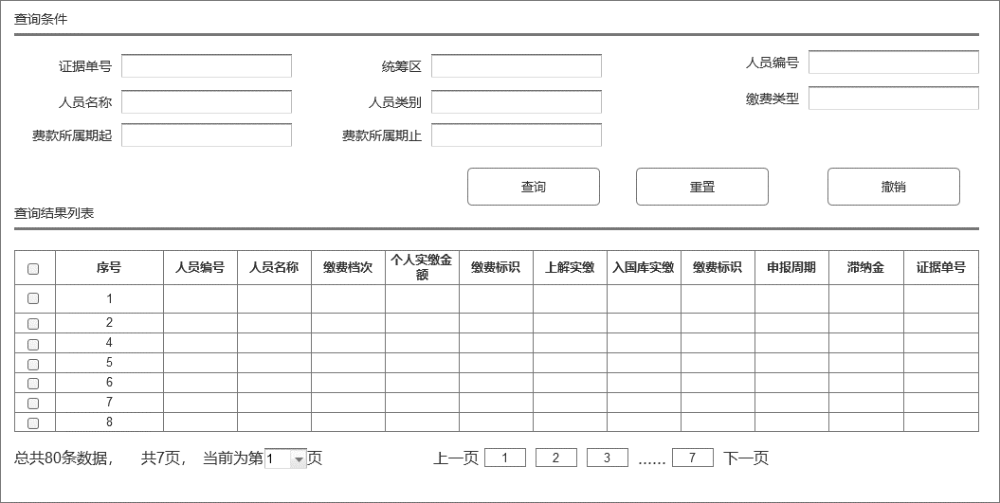 查询条件
证据单号 统筹区 人员编号
人员名称 人员类别 缴费类型
费款所属期起 费款所属期止
查询 重置 撤销
查询结果列表
序号 人员编号 人员名称 缴费档次 个人实缴金额 缴费标识 上解实缴 入国库实缴 缴费标识 申报周期 滞纳金 证据单号
1
2
4
5
6
7
8
总共80条数据， 共7页， 当前为第1页 上一页 1 2 3 …… 7 下一页